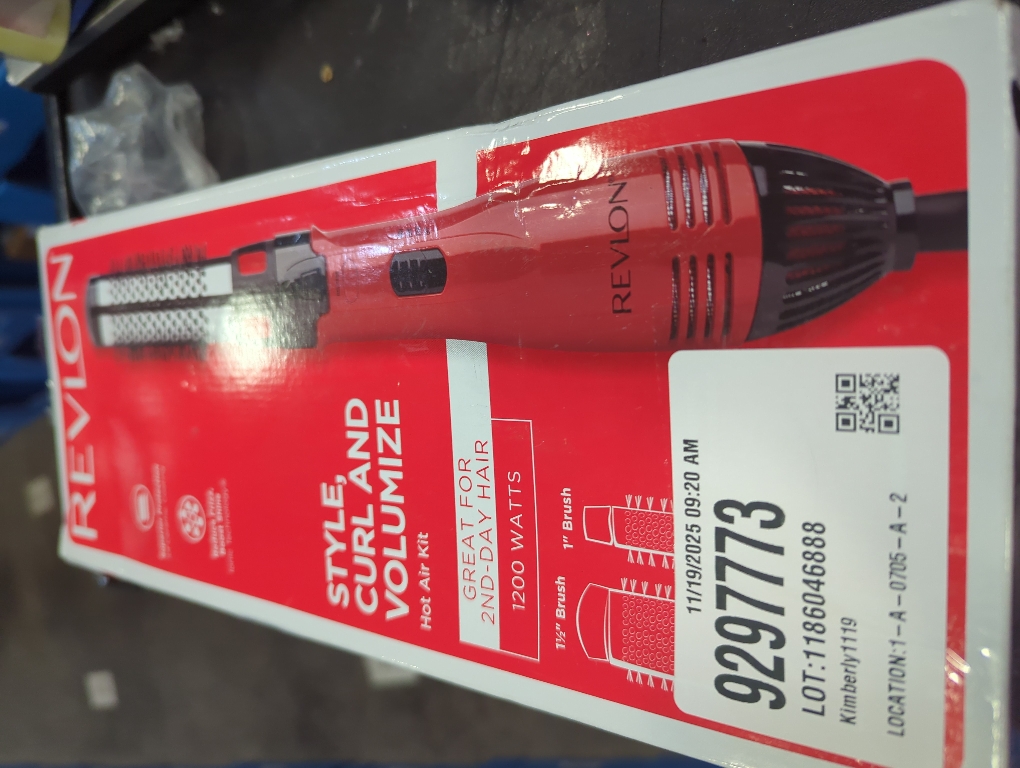 REVLON
REVLON
STYLE,
CURL AND
VOLUMIZE
Hot Air Kit
GREAT FOR
2ND-DAY HAIR
1200 WATTS
1½" Brush
1" Brush
11/19/2025 09:20 AM
9297773
LOT:1186046888
Kimberly1119
LOCATION:1-A-0705-A-2